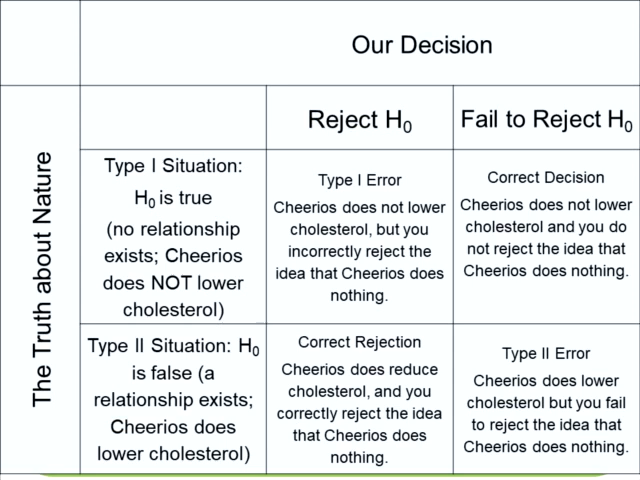 Our Decision
The Truth about Nature
Reject H0
Fail to Reject H0
Type I Situation:
H0 is true
(no relationship
exists; Cheerios
does NOT lower
cholesterol)
Type I Error
Cheerios does not lower
cholesterol, but you
incorrectly reject the
idea that Cheerios does
nothing.
Correct Decision
Cheerios does not lower
cholesterol and you do
not reject the idea that
Cheerios does nothing.
Type II Situation: H0
is false (a
relationship exists;
Cheerios does
lower cholesterol)
Correct Rejection
Cheerios does reduce
cholesterol, and you
correctly reject the idea
that Cheerios does
nothing.
Type II Error
Cheerios does lower
cholesterol but you fail
to reject the idea that
Cheerios does nothing.